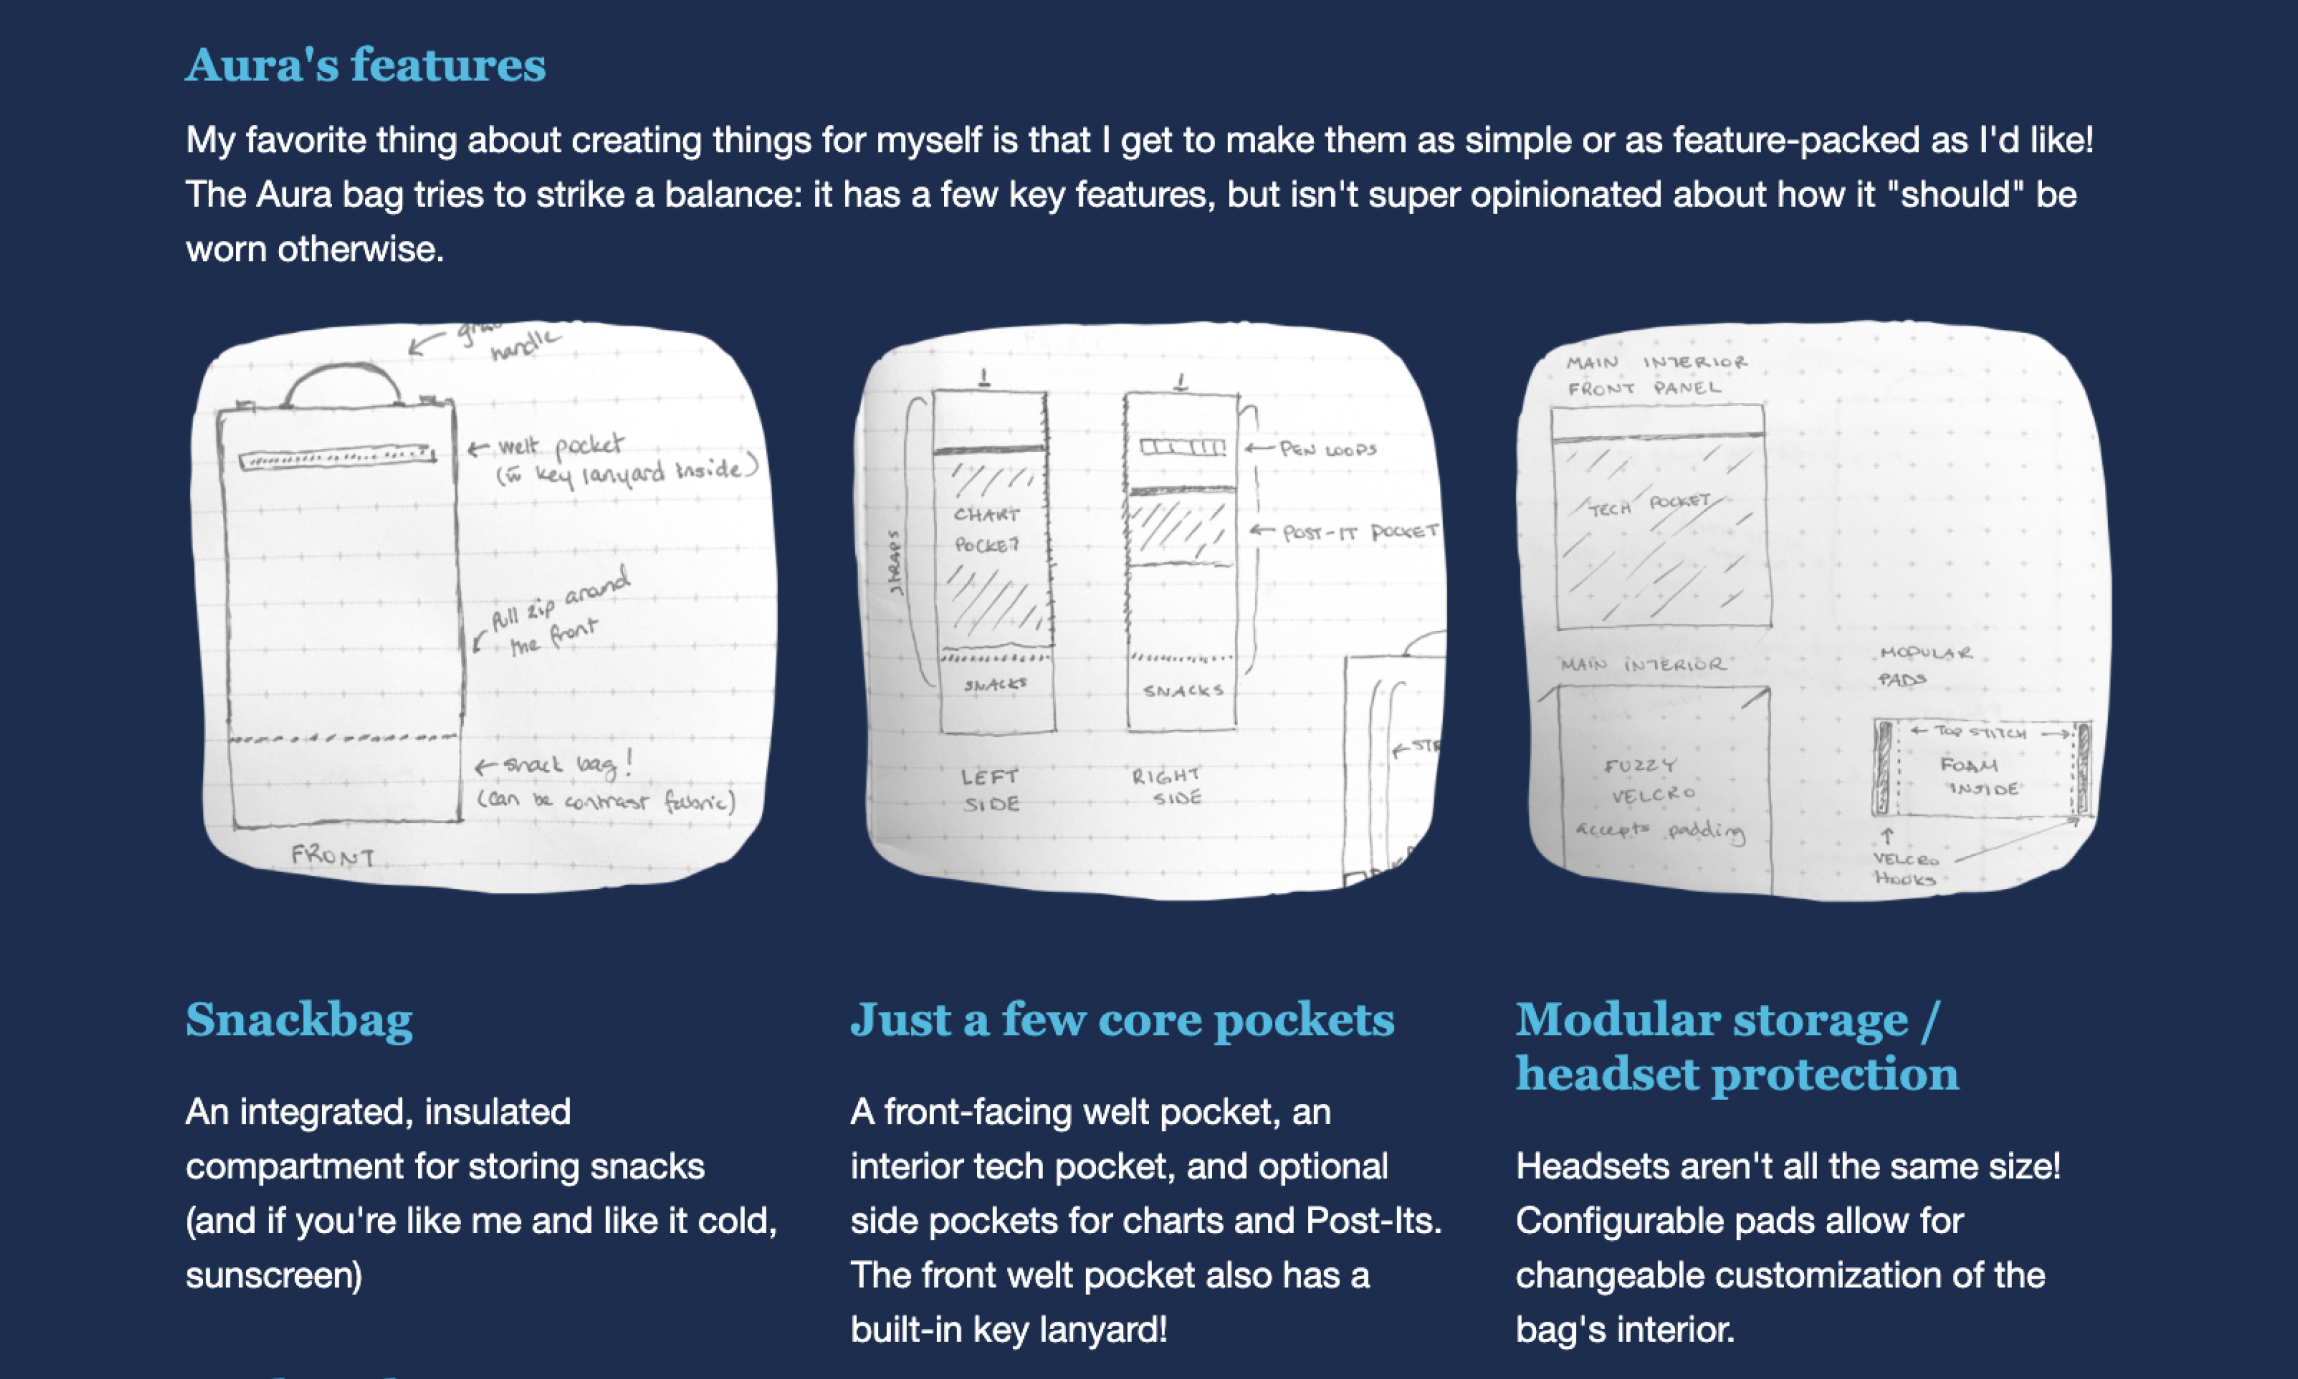 Aura's features
My favorite thing about creating things for myself is that I get to make them as simple or as feature-packed as I'd like!
The Aura bag tries to strike a balance: it has a few key features, but isn't super opinionated about how it "should" be
worn otherwise.
handle
← welt pocket
(w̄ key lanyard inside)
full zip around
the front
← snack bag!
(can be contrast fabric)
FRONT
STRAPS
CHART
POCKET
SNACKS
LEFT
SIDE
← PEN LOOPS
← POST-IT POCKET
SNACKS
RIGHT
SIDE
MAIN INTERIOR
FRONT PANEL
TECH POCKET
MAIN INTERIOR
FUZZY
VELCRO
accepts padding
MODULAR
PADS
← TOP STITCH →
FOAM
INSIDE
VELCRO
HOOKS
Snackbag
An integrated, insulated
compartment for storing snacks
(and if you're like me and like it cold,
sunscreen)
Just a few core pockets
A front-facing welt pocket, an
interior tech pocket, and optional
side pockets for charts and Post-Its.
The front welt pocket also has a
built-in key lanyard!
Modular storage /
headset protection
Headsets aren't all the same size!
Configurable pads allow for
changeable customization of the
bag's interior.